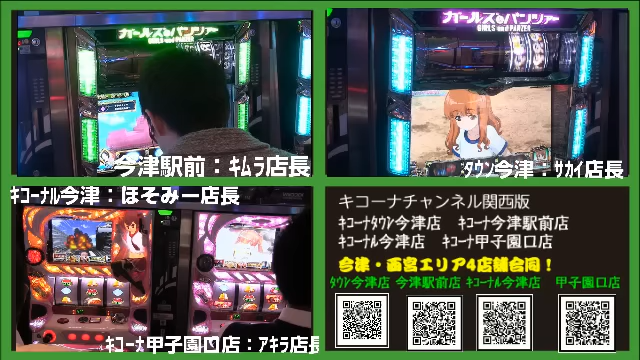 ガールズ&パンツァー
GIRLS und PANZER
今津駅前：ｷﾑﾗ店長
ガールズ&パンツァー
GIRLS und PANZER
ﾀｳﾝ今津：ｻｶｲ店長
ｷｺｰﾅﾙ今津：ほそみー店長
ｷｺｰﾅ甲子園口店：ｱｷﾗ店長
キコーナチャンネル関西版
ｷｺｰﾅﾀｳﾝ今津店　ｷｺｰﾅ今津駅前店
ｷｺｰﾅﾙ今津店　ｷｺｰﾅ甲子園口店
今津・西宮エリア4店舗合同！
ﾀｳﾝ今津店 今津駅前店 ｷｺｰﾅﾙ今津店 甲子園口店